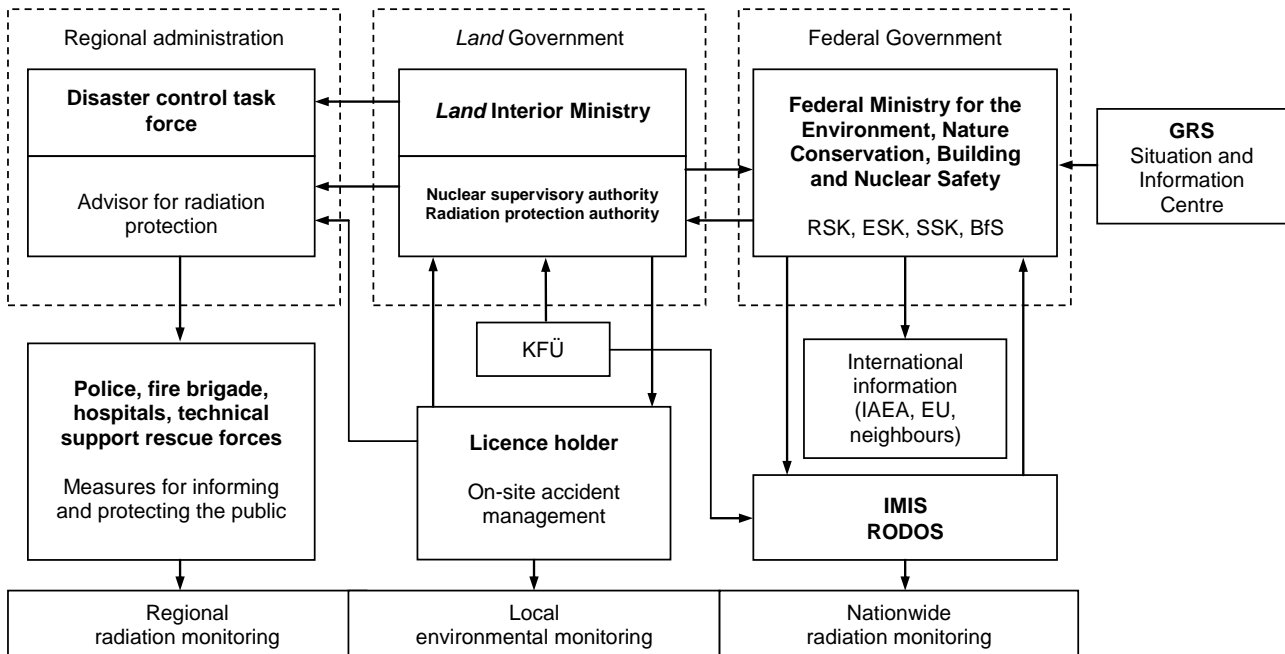 Regional administration
Disaster control task
force
Advisor for radiation
protection
Police, fire brigade,
hospitals, technical
support rescue forces
Measures for informing
and protecting the public
Regional
radiation monitoring
Land Government
Land Interior Ministry
Nuclear supervisory authority
Radiation protection authority
KFÜ
Licence holder
On-site accident
management
Local
environmental monitoring
Federal Government
Federal Ministry for the
Environment, Nature
Conservation, Building
and Nuclear Safety
RSK, ESK, SSK, BfS
International
information
(IAEA, EU,
neighbours)
IMIS
RODOS
Nationwide
radiation monitoring
GRS
Situation and
Information
Centre